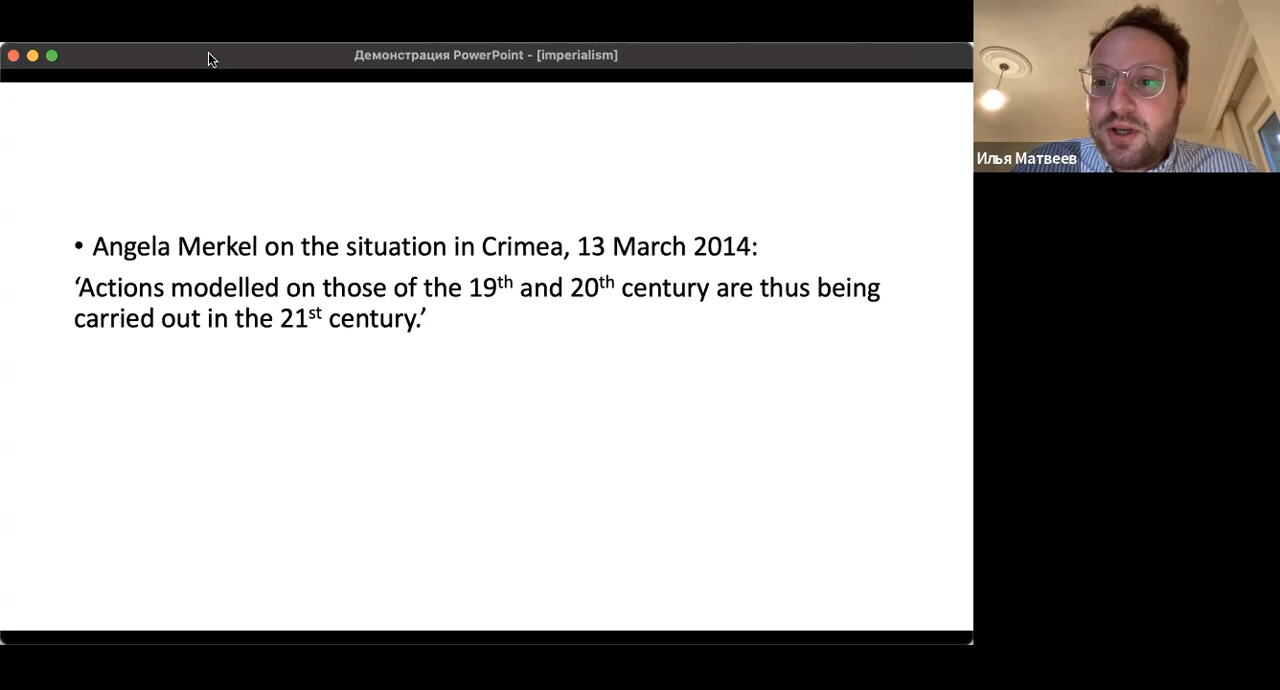 Демонстрация PowerPoint - [imperialism]
• Angela Merkel on the situation in Crimea, 13 March 2014:
‘Actions modelled on those of the 19th and 20th century are thus being
carried out in the 21st century.’
Илья Матвеев